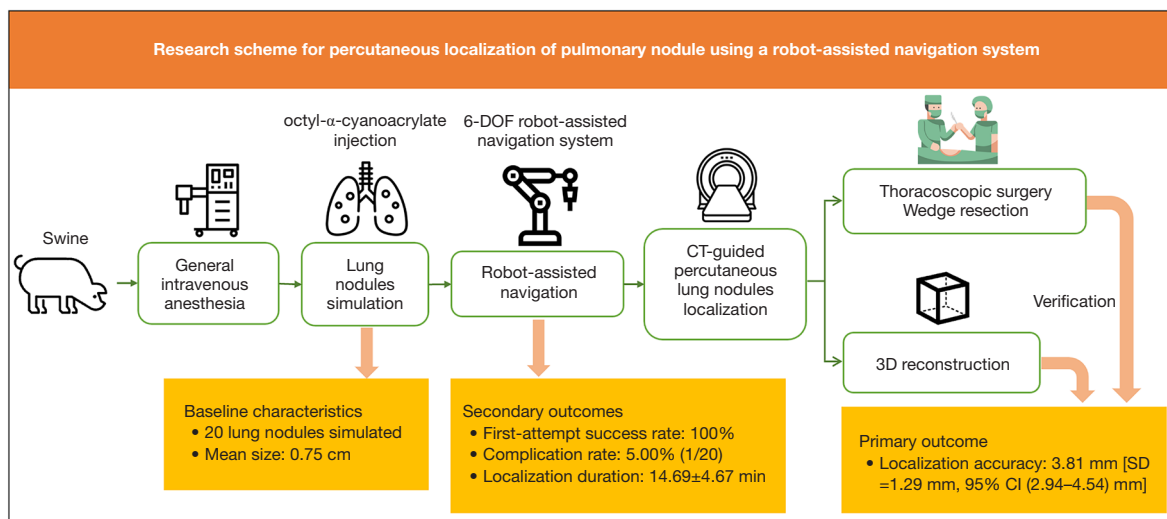 Research scheme for percutaneous localization of pulmonary nodule using a robot-assisted navigation system
Swine
General
intravenous
anesthesia
octyl-α-cyanoacrylate
injection
Lung
nodules
simulation
6-DOF robot-assisted
navigation system
Robot-assisted
navigation
CT-guided
percutaneous
lung nodules
localization
Thoracoscopic surgery
Wedge resection
Verification
3D reconstruction
Baseline characteristics
• 20 lung nodules simulated
• Mean size: 0.75 cm
Secondary outcomes
• First-attempt success rate: 100%
• Complication rate: 5.00% (1/20)
• Localization duration: 14.69±4.67 min
Primary outcome
• Localization accuracy: 3.81 mm [SD
=1.29 mm, 95% CI (2.94–4.54) mm]